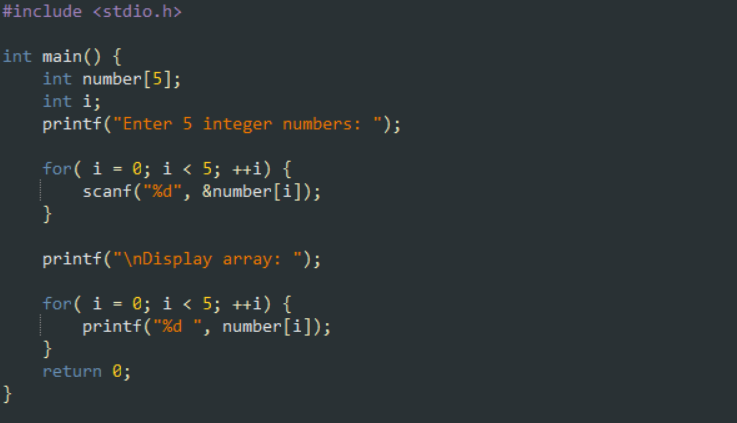 #include <stdio.h>
int main() {
    int number[5];
    int i;
    printf("Enter 5 integer numbers: ");
    for( i = 0; i < 5; ++i) {
        scanf("%d", &number[i]);
    }
    printf("\nDisplay array: ");
    for( i = 0; i < 5; ++i) {
        printf("%d ", number[i]);
    }
    return 0;
}